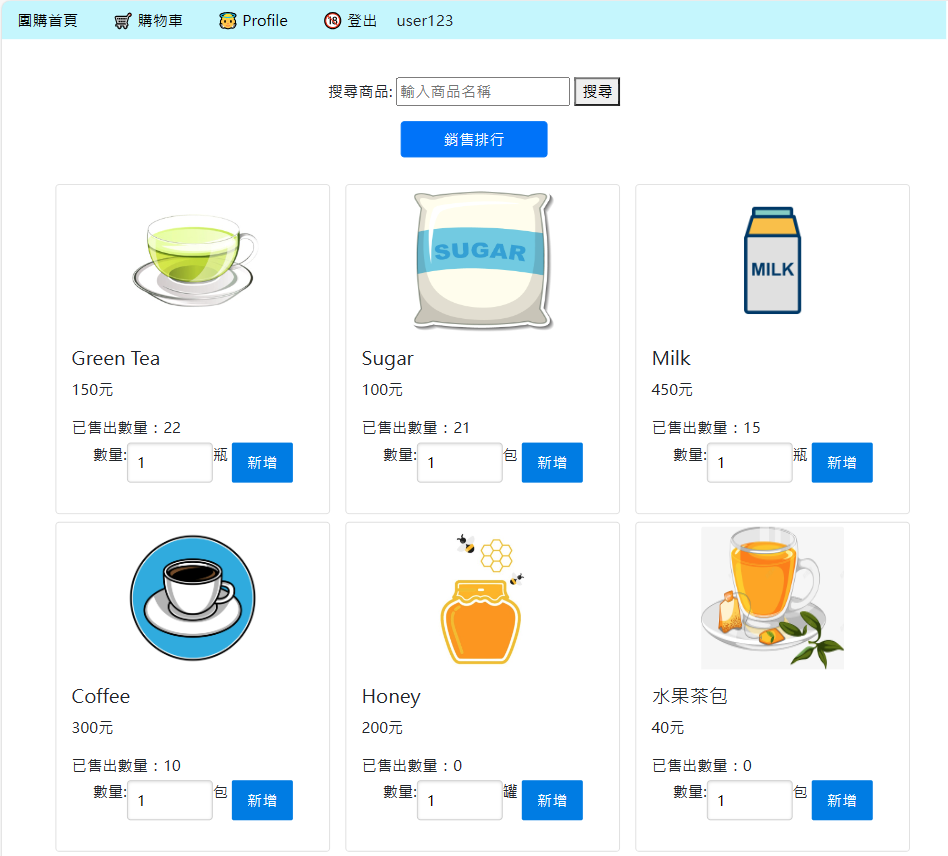 團購首頁 購物車 Profile 18 登出 user123
搜尋商品: 輸入商品名稱 搜尋
銷售排行
SUGAR
MILK
Green Tea Sugar Milk
150元 100元 450元
已售出數量：22 已售出數量：21 已售出數量：15
數量: 1 瓶 新增 數量: 1 包 新增 數量: 1 瓶 新增
Coffee Honey 水果茶包
300元 200元 40元
已售出數量：10 已售出數量：0 已售出數量：0
數量: 1 包 新增 數量: 1 罐 新增 數量: 1 包 新增